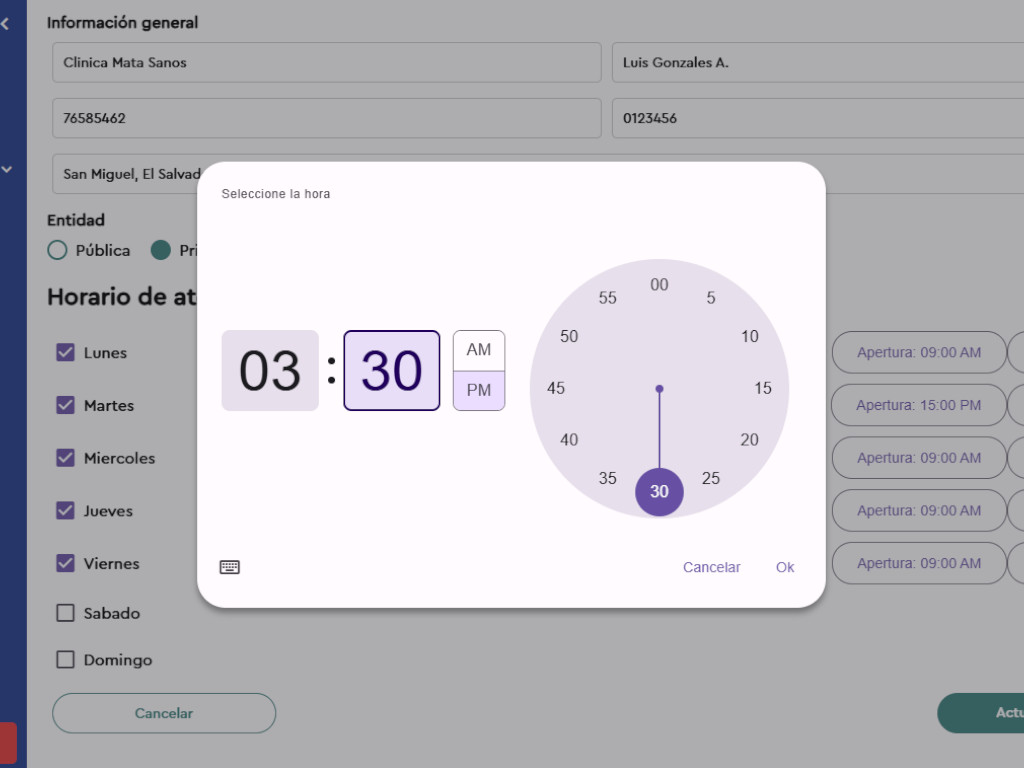 Información general
Clinica Mata Sanos
Luis Gonzales A.
76585462
0123456
San Miguel, El Salvad
Entidad
Pública
Pri
Horario de at
Lunes
Apertura: 09:00 AM
Martes
Apertura: 15:00 PM
Miercoles
Apertura: 09:00 AM
Jueves
Apertura: 09:00 AM
Viernes
Apertura: 09:00 AM
Sabado
Domingo
Cancelar
Actu
Seleccione la hora
03 : 30
AM
PM
00
5
10
15
20
25
30
35
40
45
50
55
Cancelar
Ok